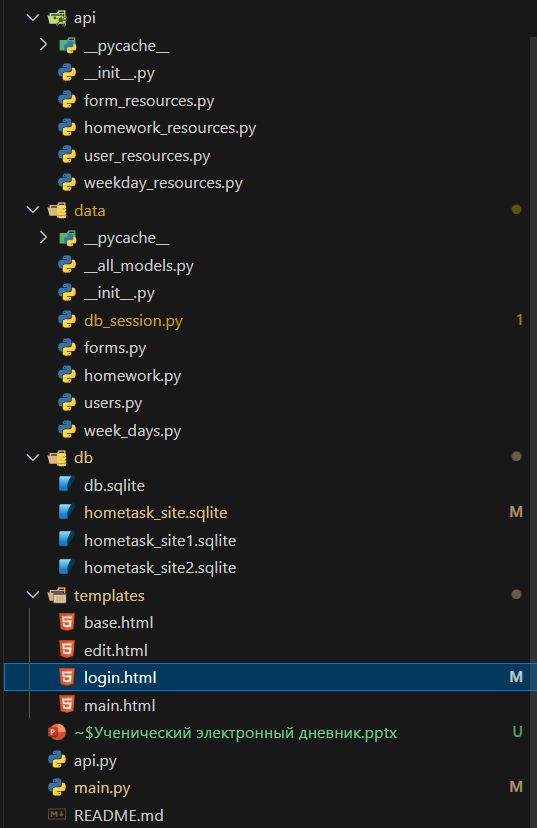 api
__pycache__
__init__.py
form_resources.py
homework_resources.py
user_resources.py
weekday_resources.py
data
__pycache__
__all_models.py
__init__.py
db_session.py 1
forms.py
homework.py
users.py
week_days.py
db
db.sqlite
hometask_site.sqlite M
hometask_site1.sqlite
hometask_site2.sqlite
templates
base.html
edit.html
login.html M
main.html
~$Ученический электронный дневник.pptx U
api.py
main.py M
README.md